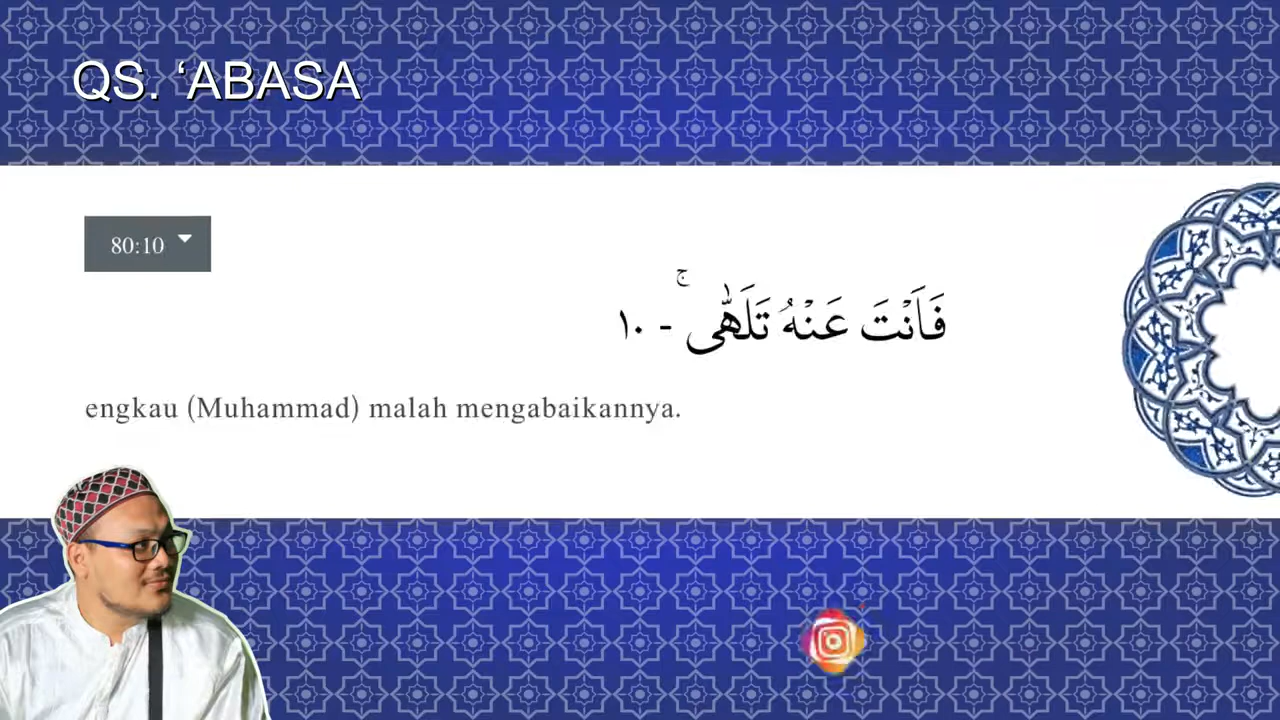 QS. ‘ABASA
80:10
فَاَنْتَ عَنْهُ تَلَهّٰىۚ - ١٠
engkau (Muhammad) malah mengabaikannya.